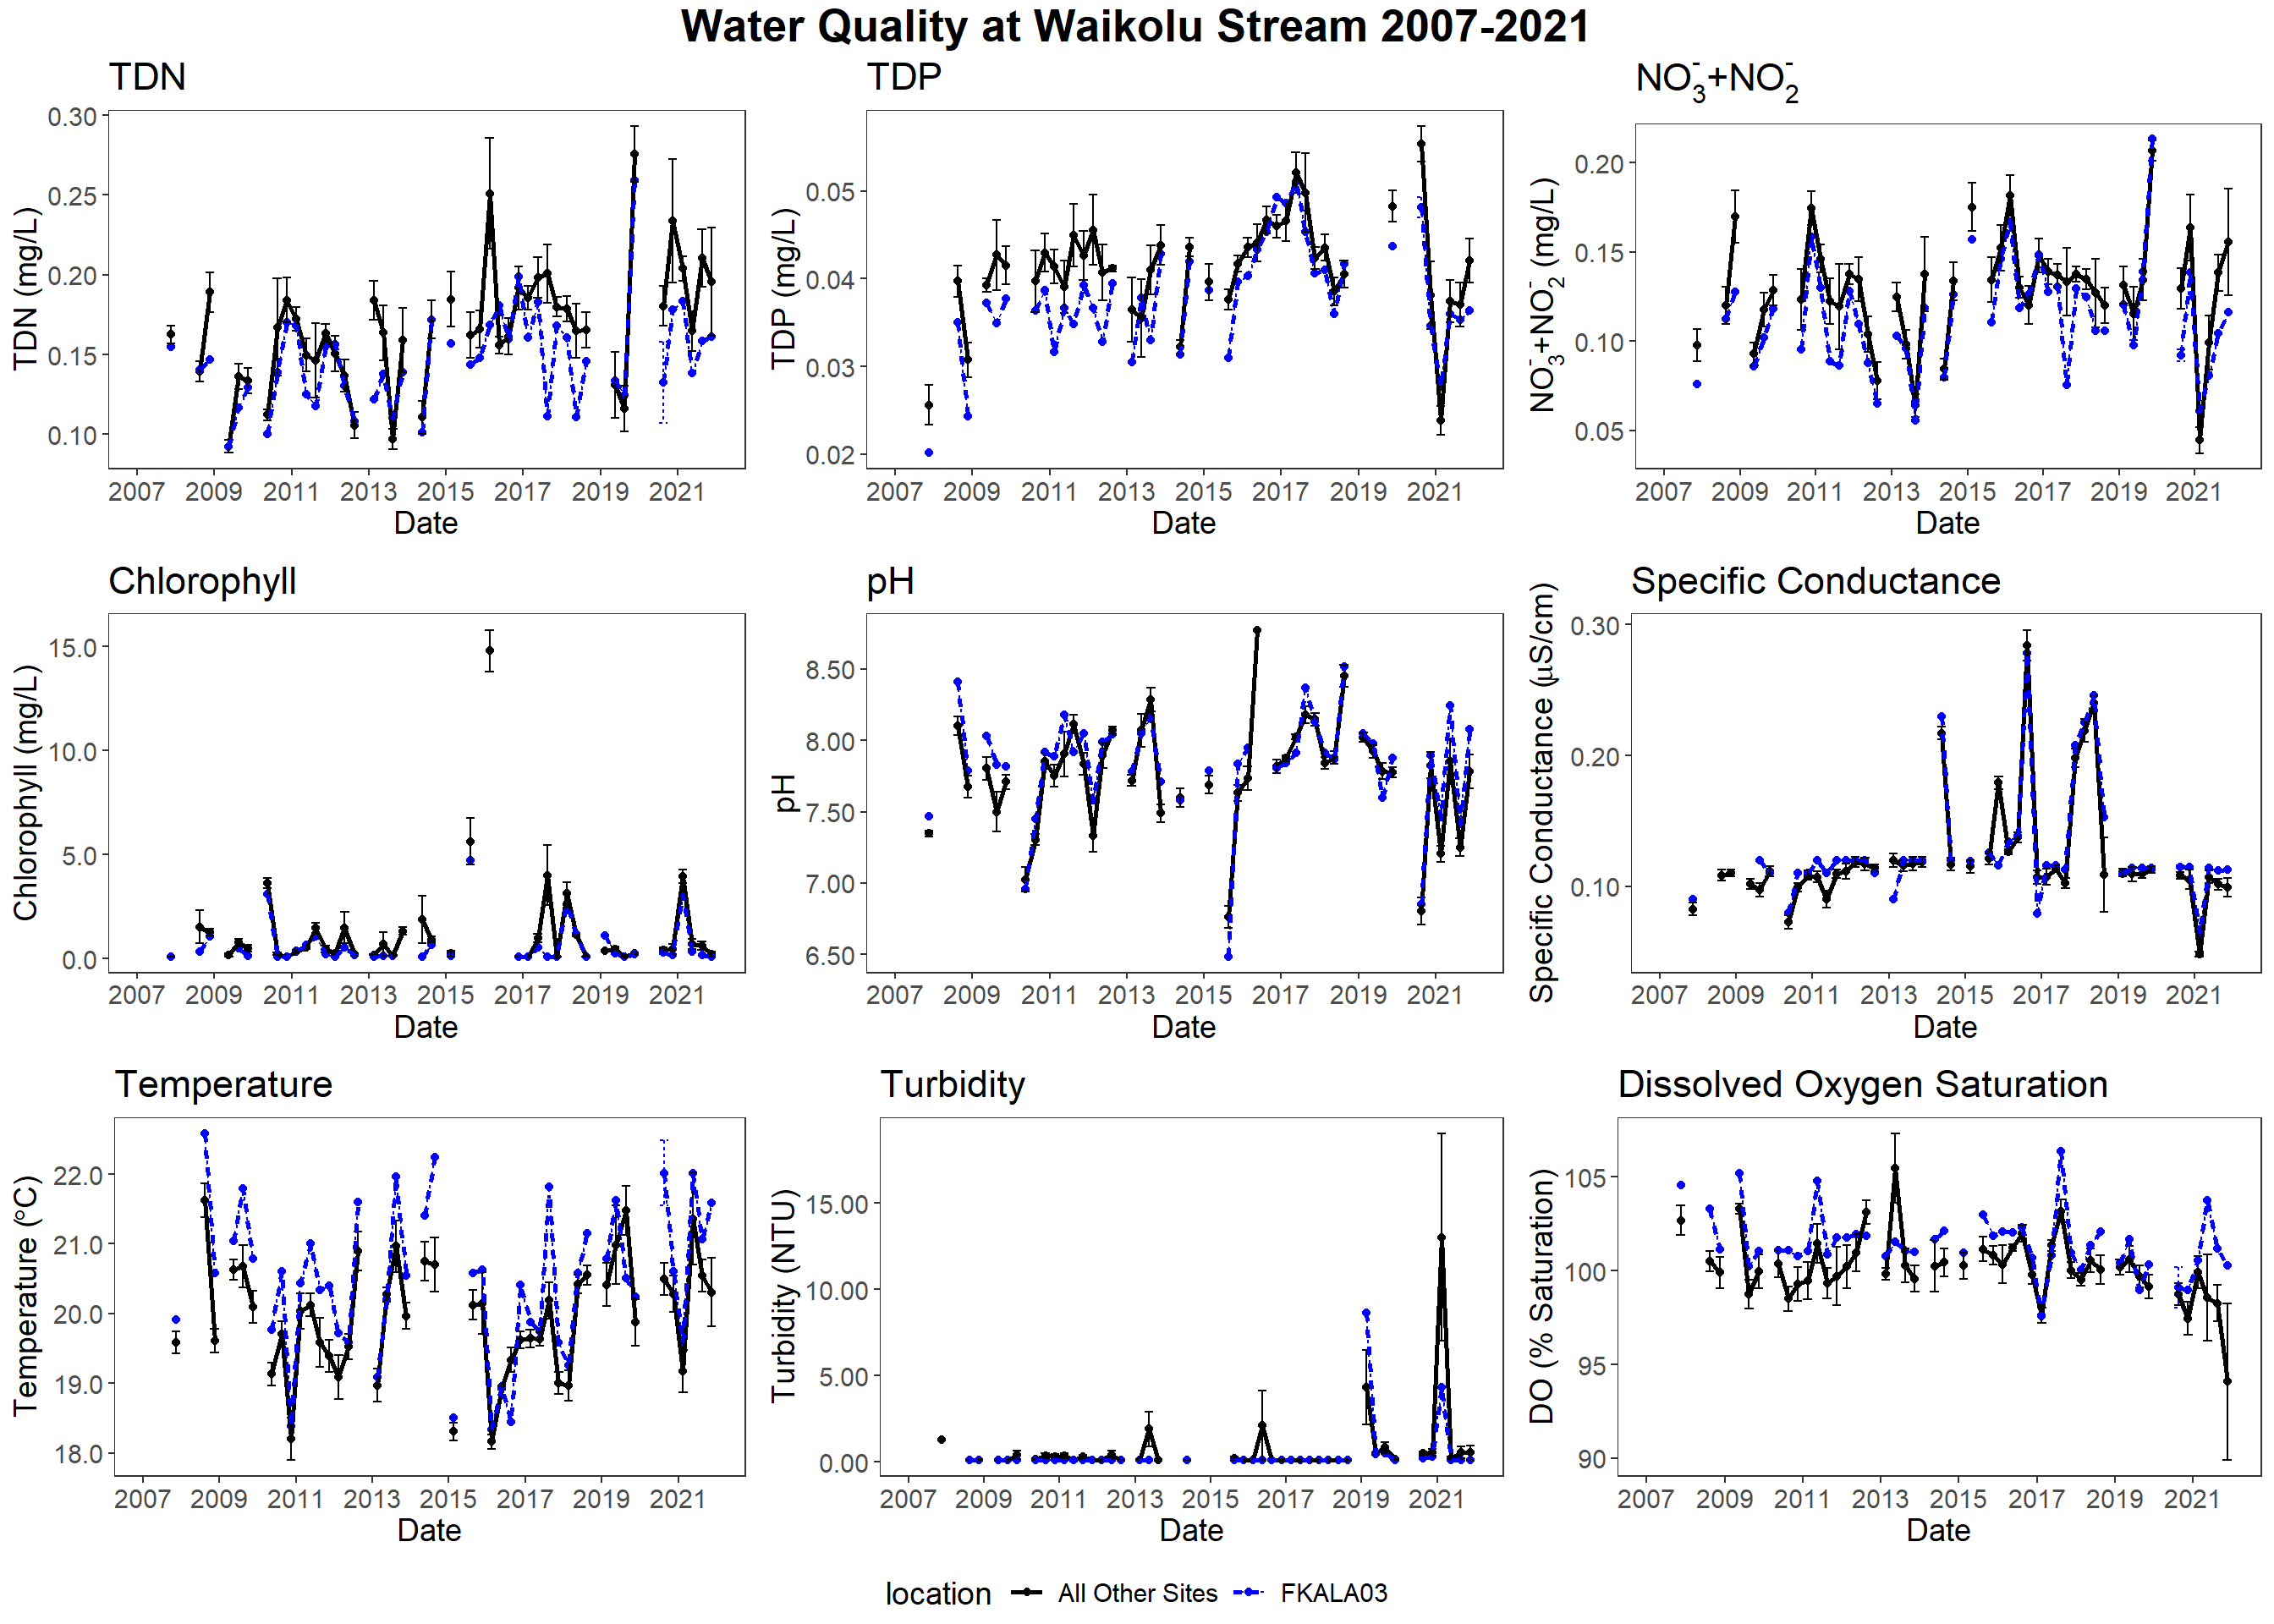 Water Quality at Waikolu Stream 2007-2021
TDN
TDN (mg/L)
0.30
0.25
0.20
0.15
0.10
2007 2009 2011 2013 2015 2017 2019 2021
Date
TDP
TDP (mg/L)
0.05
0.04
0.03
0.02
2007 2009 2011 2013 2015 2017 2019 2021
Date
NO₃⁻+NO₂⁻
NO₃⁻+NO₂⁻ (mg/L)
0.20
0.15
0.10
0.05
2007 2009 2011 2013 2015 2017 2019 2021
Date
Chlorophyll
Chlorophyll (mg/L)
15.0
10.0
5.0
0.0
2007 2009 2011 2013 2015 2017 2019 2021
Date
pH
pH
8.50
8.00
7.50
7.00
6.50
2007 2009 2011 2013 2015 2017 2019 2021
Date
Specific Conductance
Specific Conductance (μS/cm)
0.30
0.20
0.10
2007 2009 2011 2013 2015 2017 2019 2021
Date
Temperature
Temperature (°C)
22.0
21.0
20.0
19.0
18.0
2007 2009 2011 2013 2015 2017 2019 2021
Date
Turbidity
Turbidity (NTU)
15.00
10.00
5.00
0.00
2007 2009 2011 2013 2015 2017 2019 2021
Date
Dissolved Oxygen Saturation
DO (% Saturation)
105
100
95
90
2007 2009 2011 2013 2015 2017 2019 2021
Date
location All Other Sites FKALA03